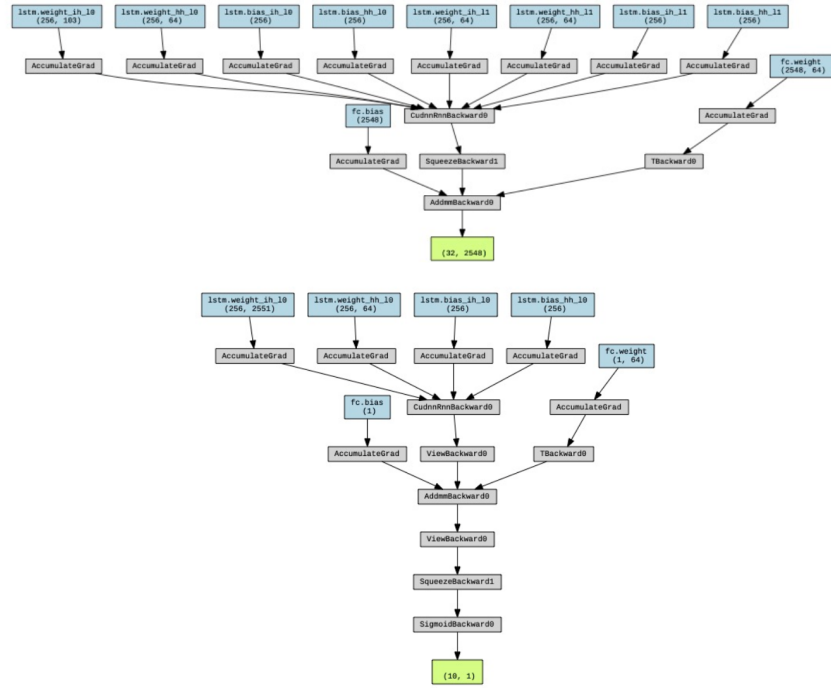 lstm.weight_ih_l0
(256, 103)
lstm.weight_hh_l0
(256, 64)
lstm.bias_ih_l0
(256)
lstm.bias_hh_l0
(256)
lstm.weight_ih_l1
(256, 64)
lstm.weight_hh_l1
(256, 64)
lstm.bias_ih_l1
(256)
lstm.bias_hh_l1
(256)
AccumulateGrad
AccumulateGrad
AccumulateGrad
AccumulateGrad
AccumulateGrad
AccumulateGrad
AccumulateGrad
AccumulateGrad
fc.weight
(2548, 64)
fc.bias
(2548)
CudnnRnnBackward0
AccumulateGrad
AccumulateGrad
SqueezeBackward1
TBackward0
AddmmBackward0
(32, 2548)
lstm.weight_ih_l0
(256, 2551)
lstm.weight_hh_l0
(256, 64)
lstm.bias_ih_l0
(256)
lstm.bias_hh_l0
(256)
AccumulateGrad
AccumulateGrad
AccumulateGrad
AccumulateGrad
fc.weight
(1, 64)
fc.bias
(1)
CudnnRnnBackward0
AccumulateGrad
AccumulateGrad
ViewBackward0
TBackward0
AddmmBackward0
ViewBackward0
SqueezeBackward1
SigmoidBackward0
(10, 1)